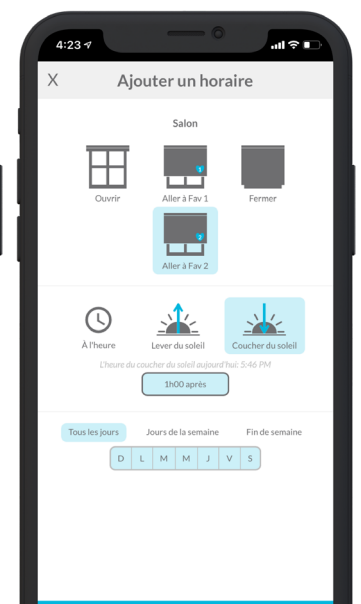 4:23
X Ajouter un horaire
Salon
1
Ouvrir Aller à Fav 1 Fermer
2
Aller à Fav 2
À l'heure Lever du soleil Coucher du soleil
L'heure du coucher du soleil aujourd'hui: 5:46 PM
1h00 après
Tous les jours Jours de la semaine Fin de semaine
D L M M J V S